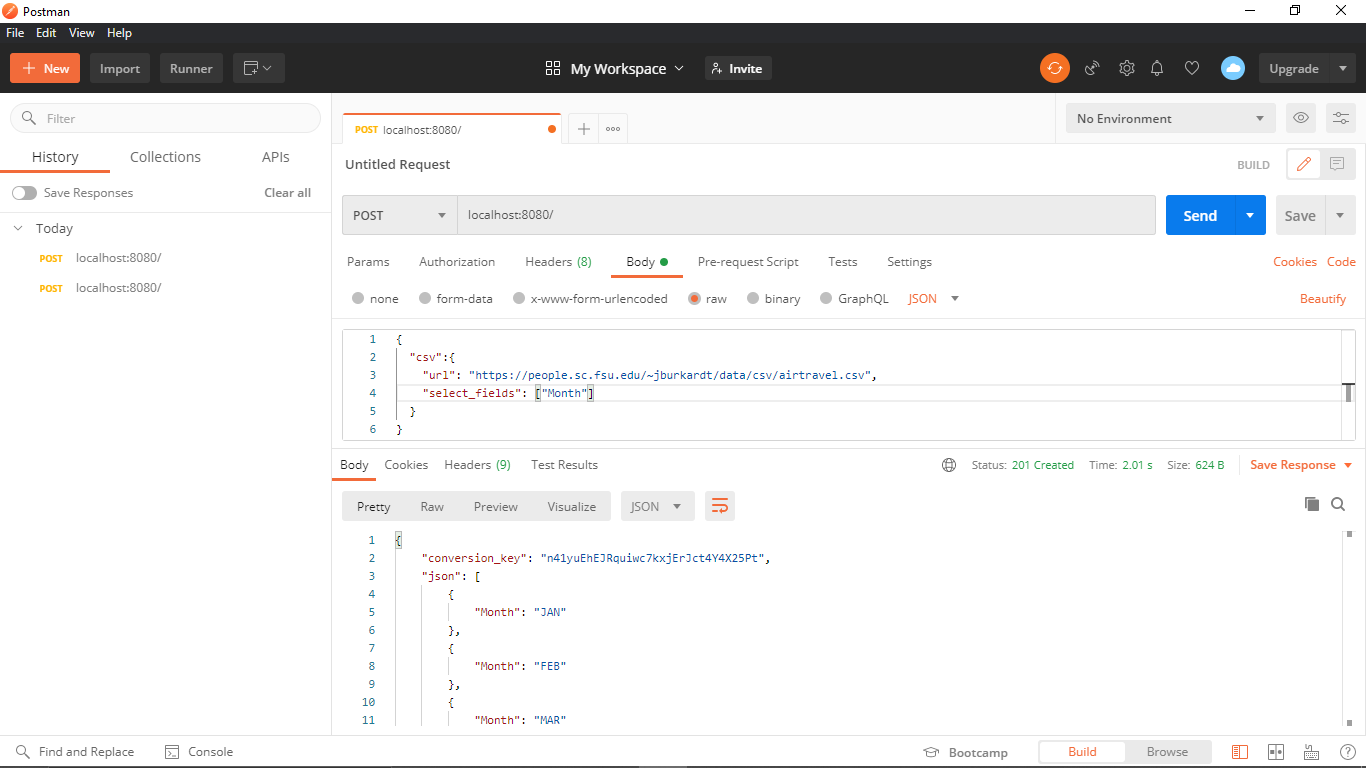 Postman
File Edit View Help
New Import Runner My Workspace Invite Upgrade
Filter
History Collections APIs
Save Responses Clear all
Today
POST localhost:8080/
POST localhost:8080/
POST localhost:8080/
No Environment
Untitled Request BUILD
POST localhost:8080/ Send Save
Params Authorization Headers (8) Body Pre-request Script Tests Settings Cookies Code
none form-data x-www-form-urlencoded raw binary GraphQL JSON Beautify
1 {
2 "csv":{
3 "url": "https://people.sc.fsu.edu/~jburkardt/data/csv/airtravel.csv",
4 "select_fields": ["Month"]
5 }
6 }
Body Cookies Headers (9) Test Results Status: 201 Created Time: 2.01 s Size: 624 B Save Response
Pretty Raw Preview Visualize JSON
1 {
2 "conversion_key": "n41yuEhEJRquiwc7kxjErJct4Y4X25Pt",
3 "json": [
4 {
5 "Month": "JAN"
6 },
7 {
8 "Month": "FEB"
9 },
10 {
11 "Month": "MAR"
Find and Replace Console Bootcamp Build Browse